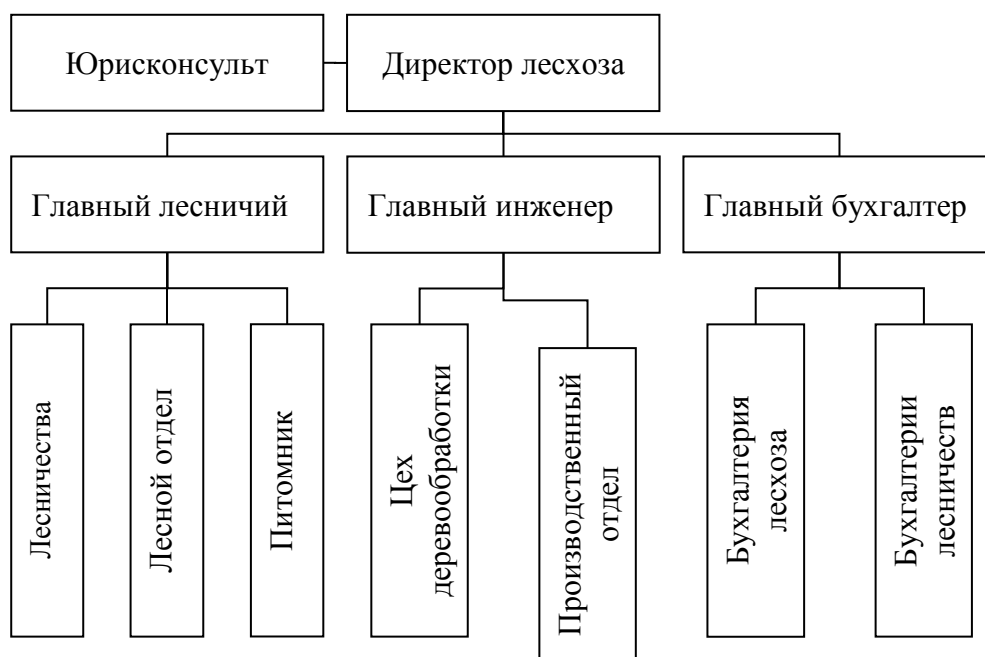 Юрисконсульт
Директор лесхоза
Главный лесничий
Главный инженер
Главный бухгалтер
Лесничества
Лесной отдел
Питомник
Цех
деревообработки
Производственный
отдел
Бухгалтерия
лесхоза
Бухгалтерии
лесничеств